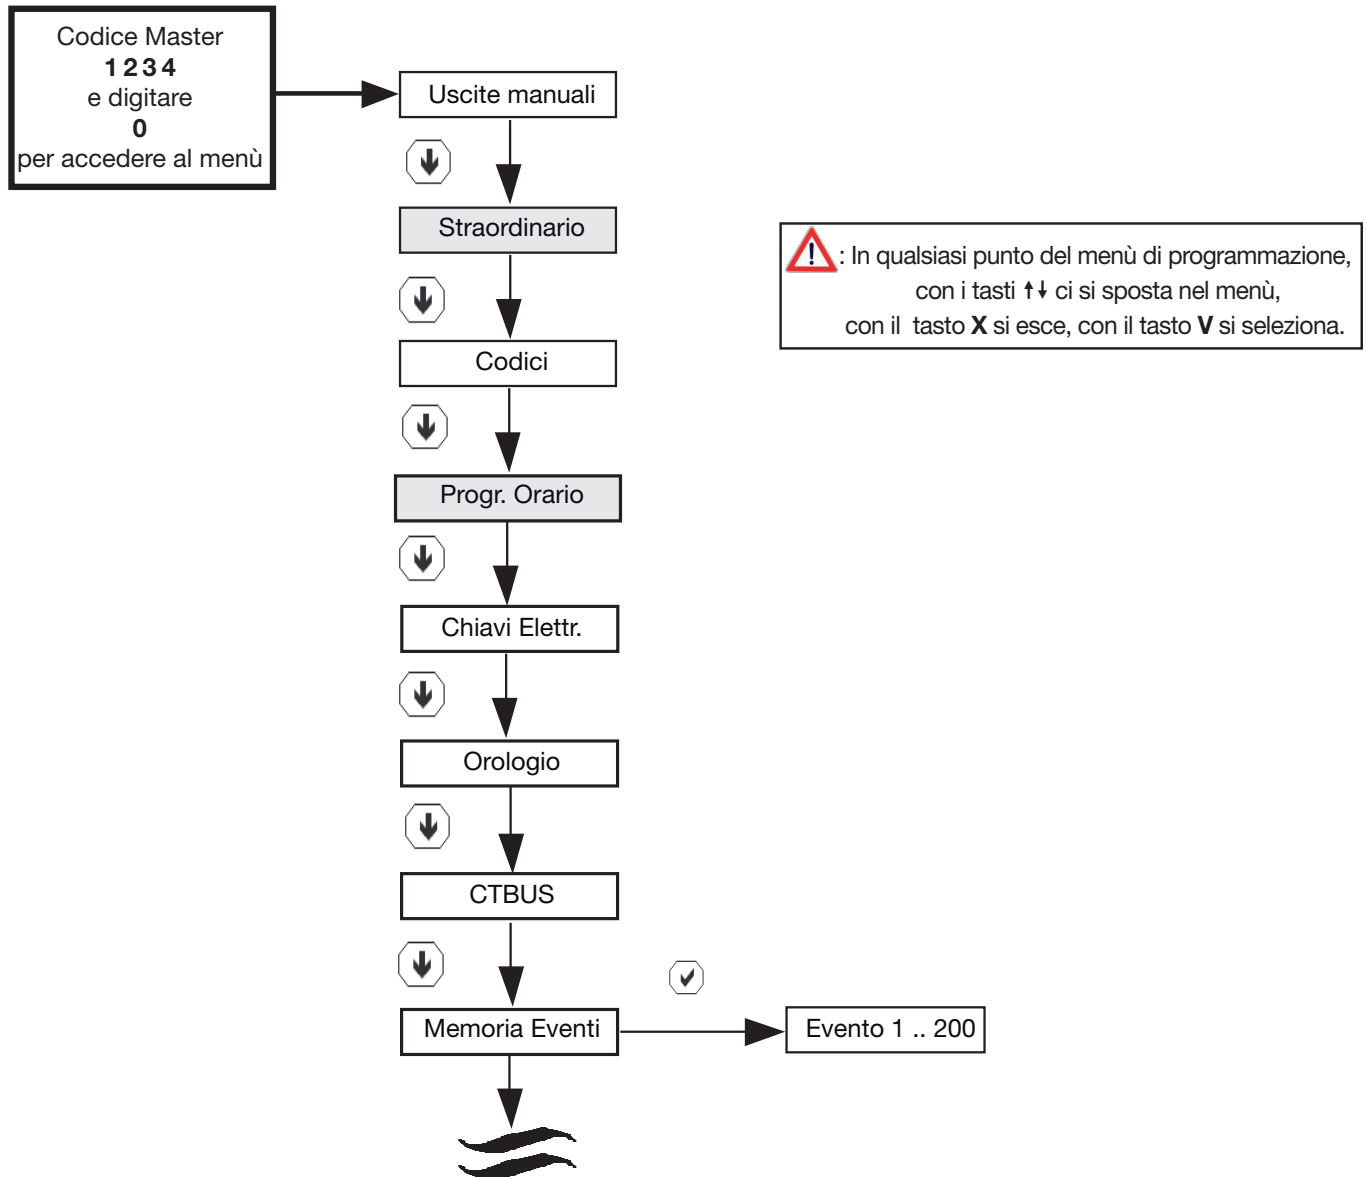 Codice Master
1 2 3 4
e digitare
0
per accedere al menù
Uscite manuali
Straordinario
: In qualsiasi punto del menù di programmazione,
con i tasti ↑↓ ci si sposta nel menù,
con il tasto X si esce, con il tasto V si seleziona.
Codici
Progr. Orario
Chiavi Elettr.
Orologio
CTBUS
Memoria Eventi
Evento 1 .. 200